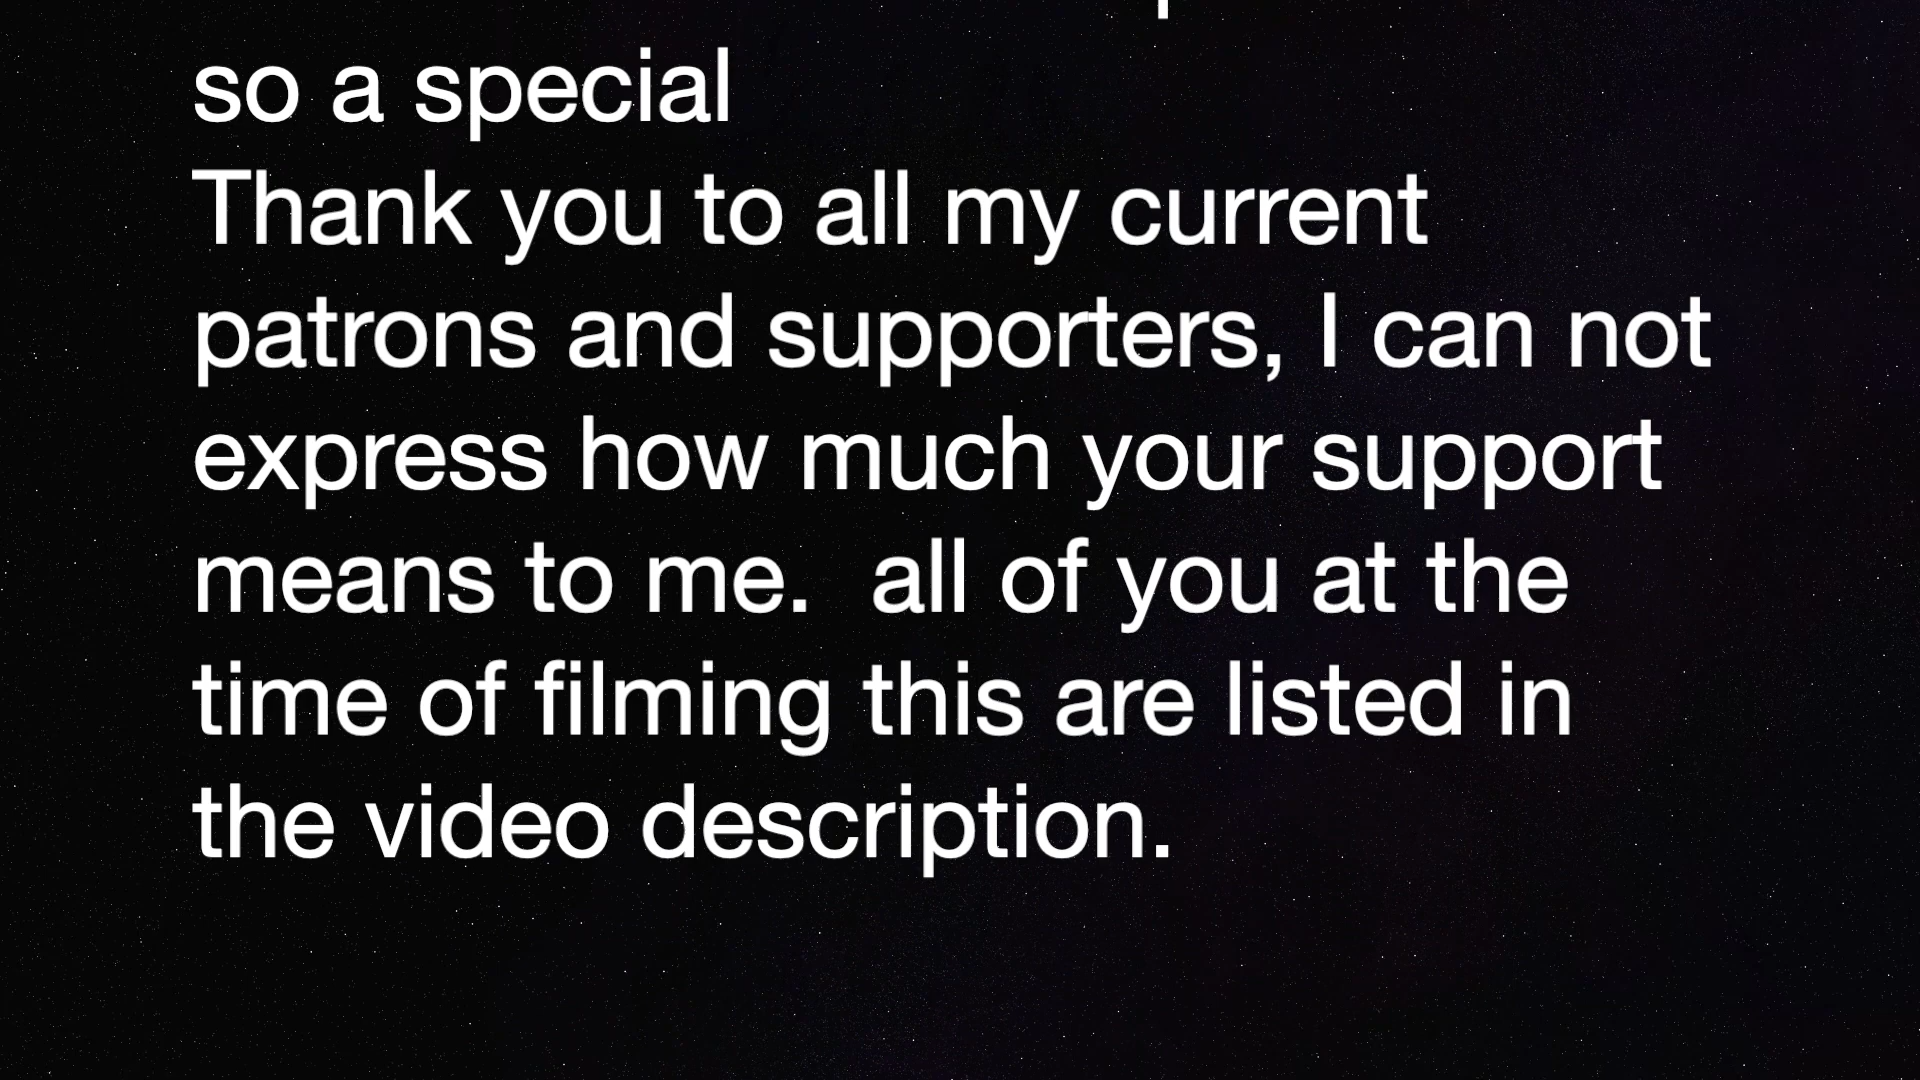 so a special
Thank you to all my current
patrons and supporters, I can not
express how much your support
means to me.  all of you at the
time of filming this are listed in
the video description.